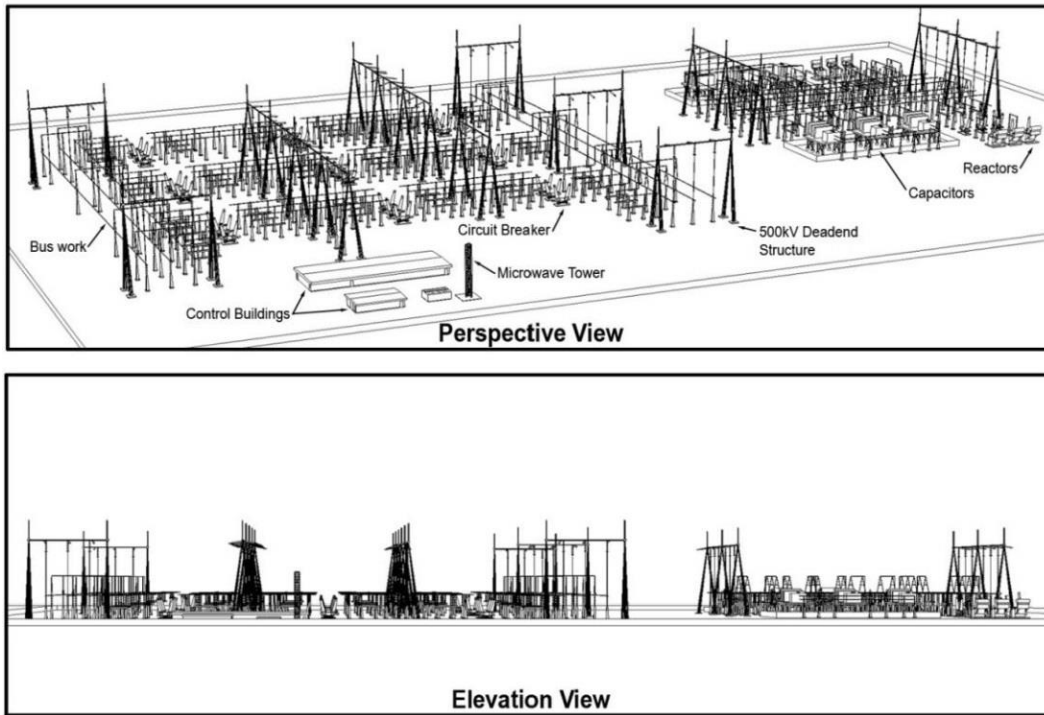 Reactors
Capacitors
Bus work
Circuit Breaker
500kV Deadend
Structure
Microwave Tower
Control Buildings
Perspective View
Elevation View